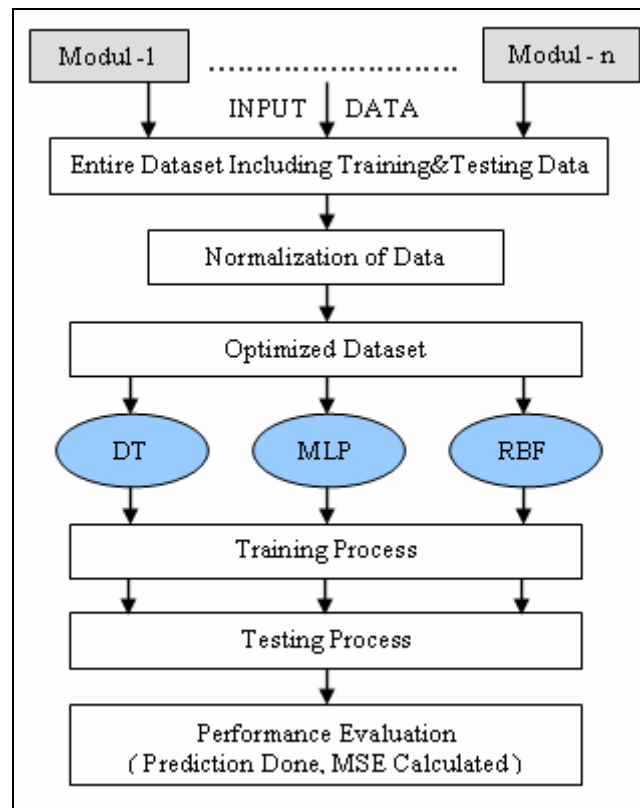 Modul -1 ........................... Modul - n
INPUT DATA
Entire Dataset Including Training&Testing Data
Normalization of Data
Optimized Dataset
DT MLP RBF
Training Process
Testing Process
Performance Evaluation
( Prediction Done, MSE Calculated )